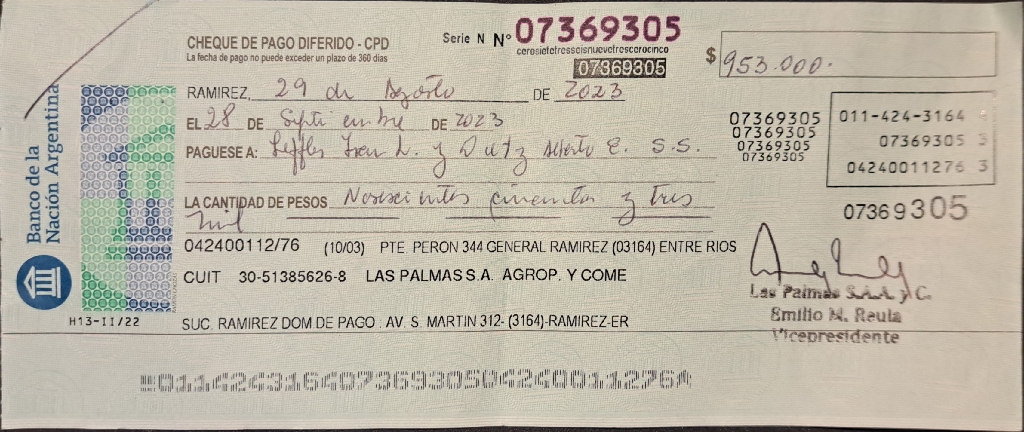 Banco de la
Nación Argentina
H13-11/22
CHEQUE DE PAGO DIFERIDO - CPD
La fecha de pago no puede exceder un plazo de 360 días
Serie N Nº 07369305
cerosietetresseisnuevetrescerocinco
07369305
$ 953.000.
RAMIREZ, 29 de Agosto DE 2023
EL 28 DE Septiembre DE 2023
PAGUESE A: Leffler Ivan L. y Dietz Alberto E. S.S.
LA CANTIDAD DE PESOS Novecientos cincuenta y tres
mil
07369305
07369305
07369305
07369305
011-424-3164
07369305 3
04240011276 3
07369305
042400112/76 (10/03) PTE. PERON 344 GENERAL RAMIREZ (03164) ENTRE RIOS
CUIT 30-51385626-8 LAS PALMAS S.A. AGROP. Y COME
SUC. RAMIREZ DOM DE PAGO : AV. S. MARTIN 312- (3164)-RAMIREZ-ER
Las Palmas S.A.A. y C.
Emilio M. Reula
Vicepresidente
01142431640736930504240011276